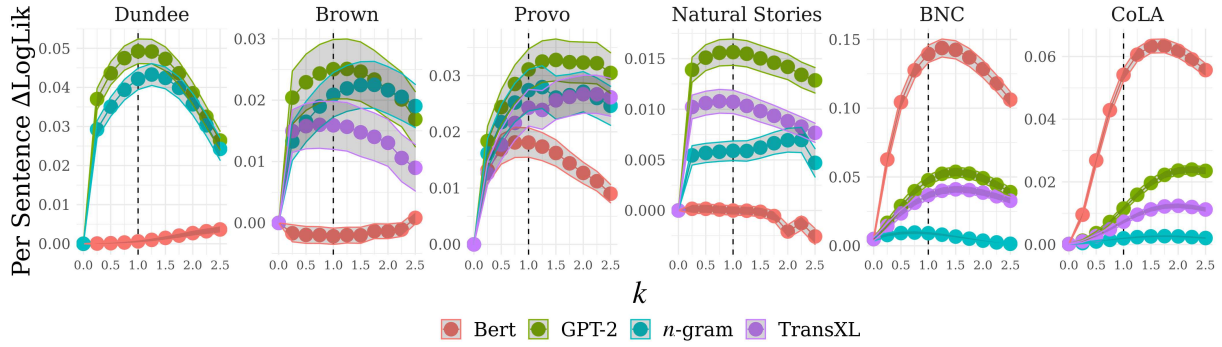 Dundee Brown Provo Natural Stories BNC CoLA
Per Sentence ΔLogLik
0.05 0.04 0.03 0.02 0.01 0.00
0.03 0.02 0.01 0.00
0.03 0.02 0.01 0.00
0.015 0.010 0.005 0.000
0.15 0.10 0.05 0.00
0.06 0.04 0.02 0.00
0.0 0.5 1.0 1.5 2.0 2.5 0.0 0.5 1.0 1.5 2.0 2.5 0.0 0.5 1.0 1.5 2.0 2.5 0.0 0.5 1.0 1.5 2.0 2.5 0.0 0.5 1.0 1.5 2.0 2.5 0.0 0.5 1.0 1.5 2.0 2.5
k
Bert GPT-2 n-gram TransXL